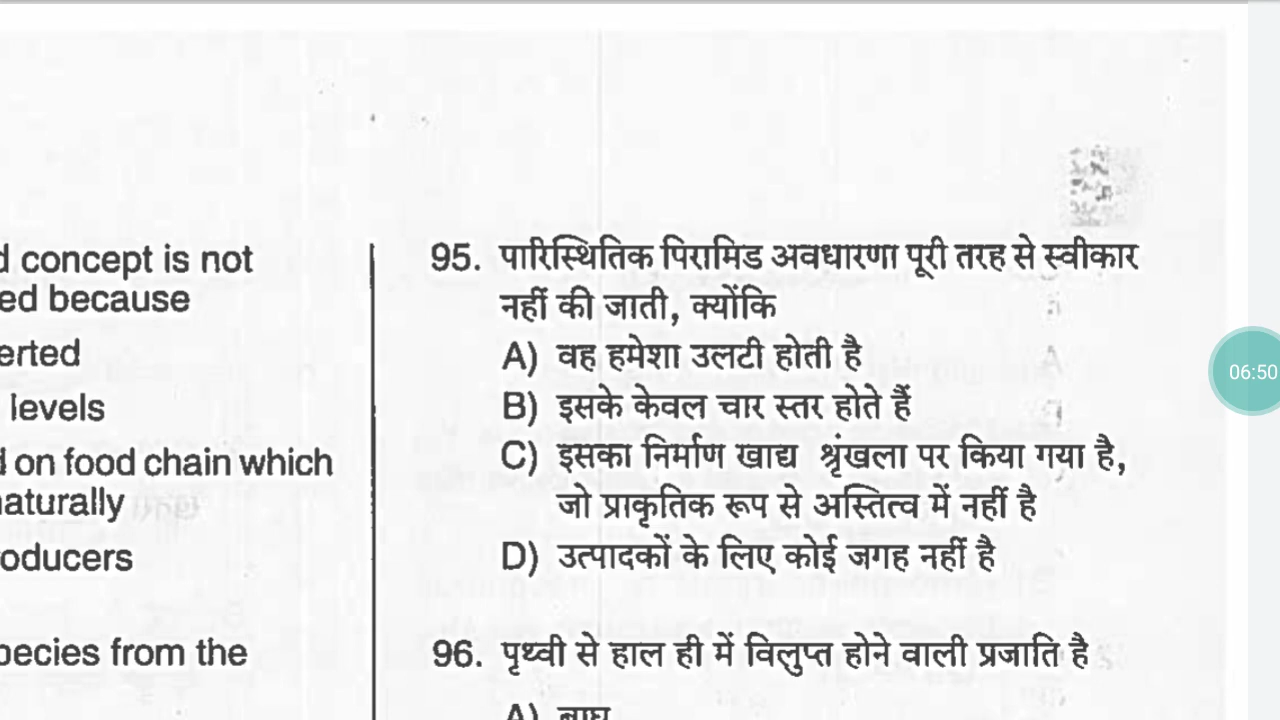 d concept is not
ed because
erted
levels
d on food chain which
naturally
roducers
pecies from the
95. पारिस्थितिक पिरामिड अवधारणा पूरी तरह से स्वीकार
नहीं की जाती, क्योंकि
A) वह हमेशा उलटी होती है
B) इसके केवल चार स्तर होते हैं
C) इसका निर्माण खाद्य श्रृंखला पर किया गया है,
जो प्राकृतिक रूप से अस्तित्व में नहीं है
D) उत्पादकों के लिए कोई जगह नहीं है
96. पृथ्वी से हाल ही में विलुप्त होने वाली प्रजाति है
A) बाघ
06:50